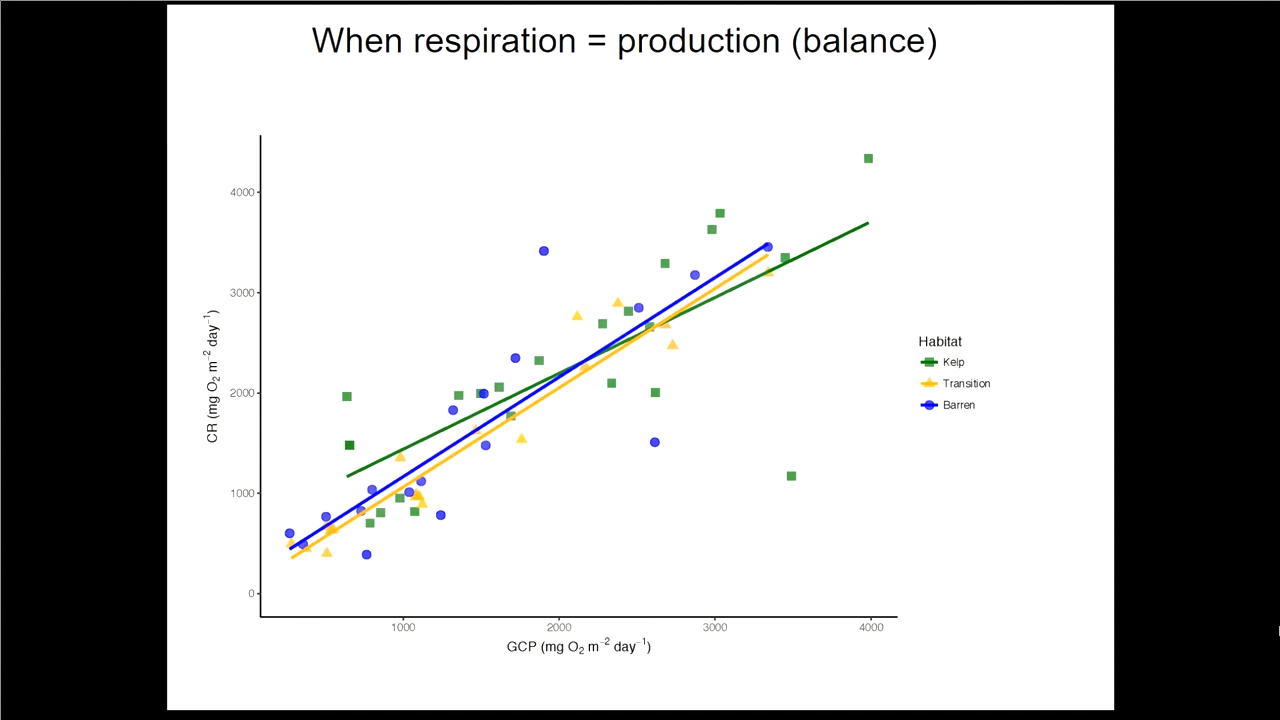 When respiration = production (balance)
4000
3000
2000
1000
0
CR (mg O₂ m⁻² day⁻¹)
1000 2000 3000 4000
GCP (mg O₂ m⁻² day⁻¹)
Habitat
Kelp
Transition
Barren